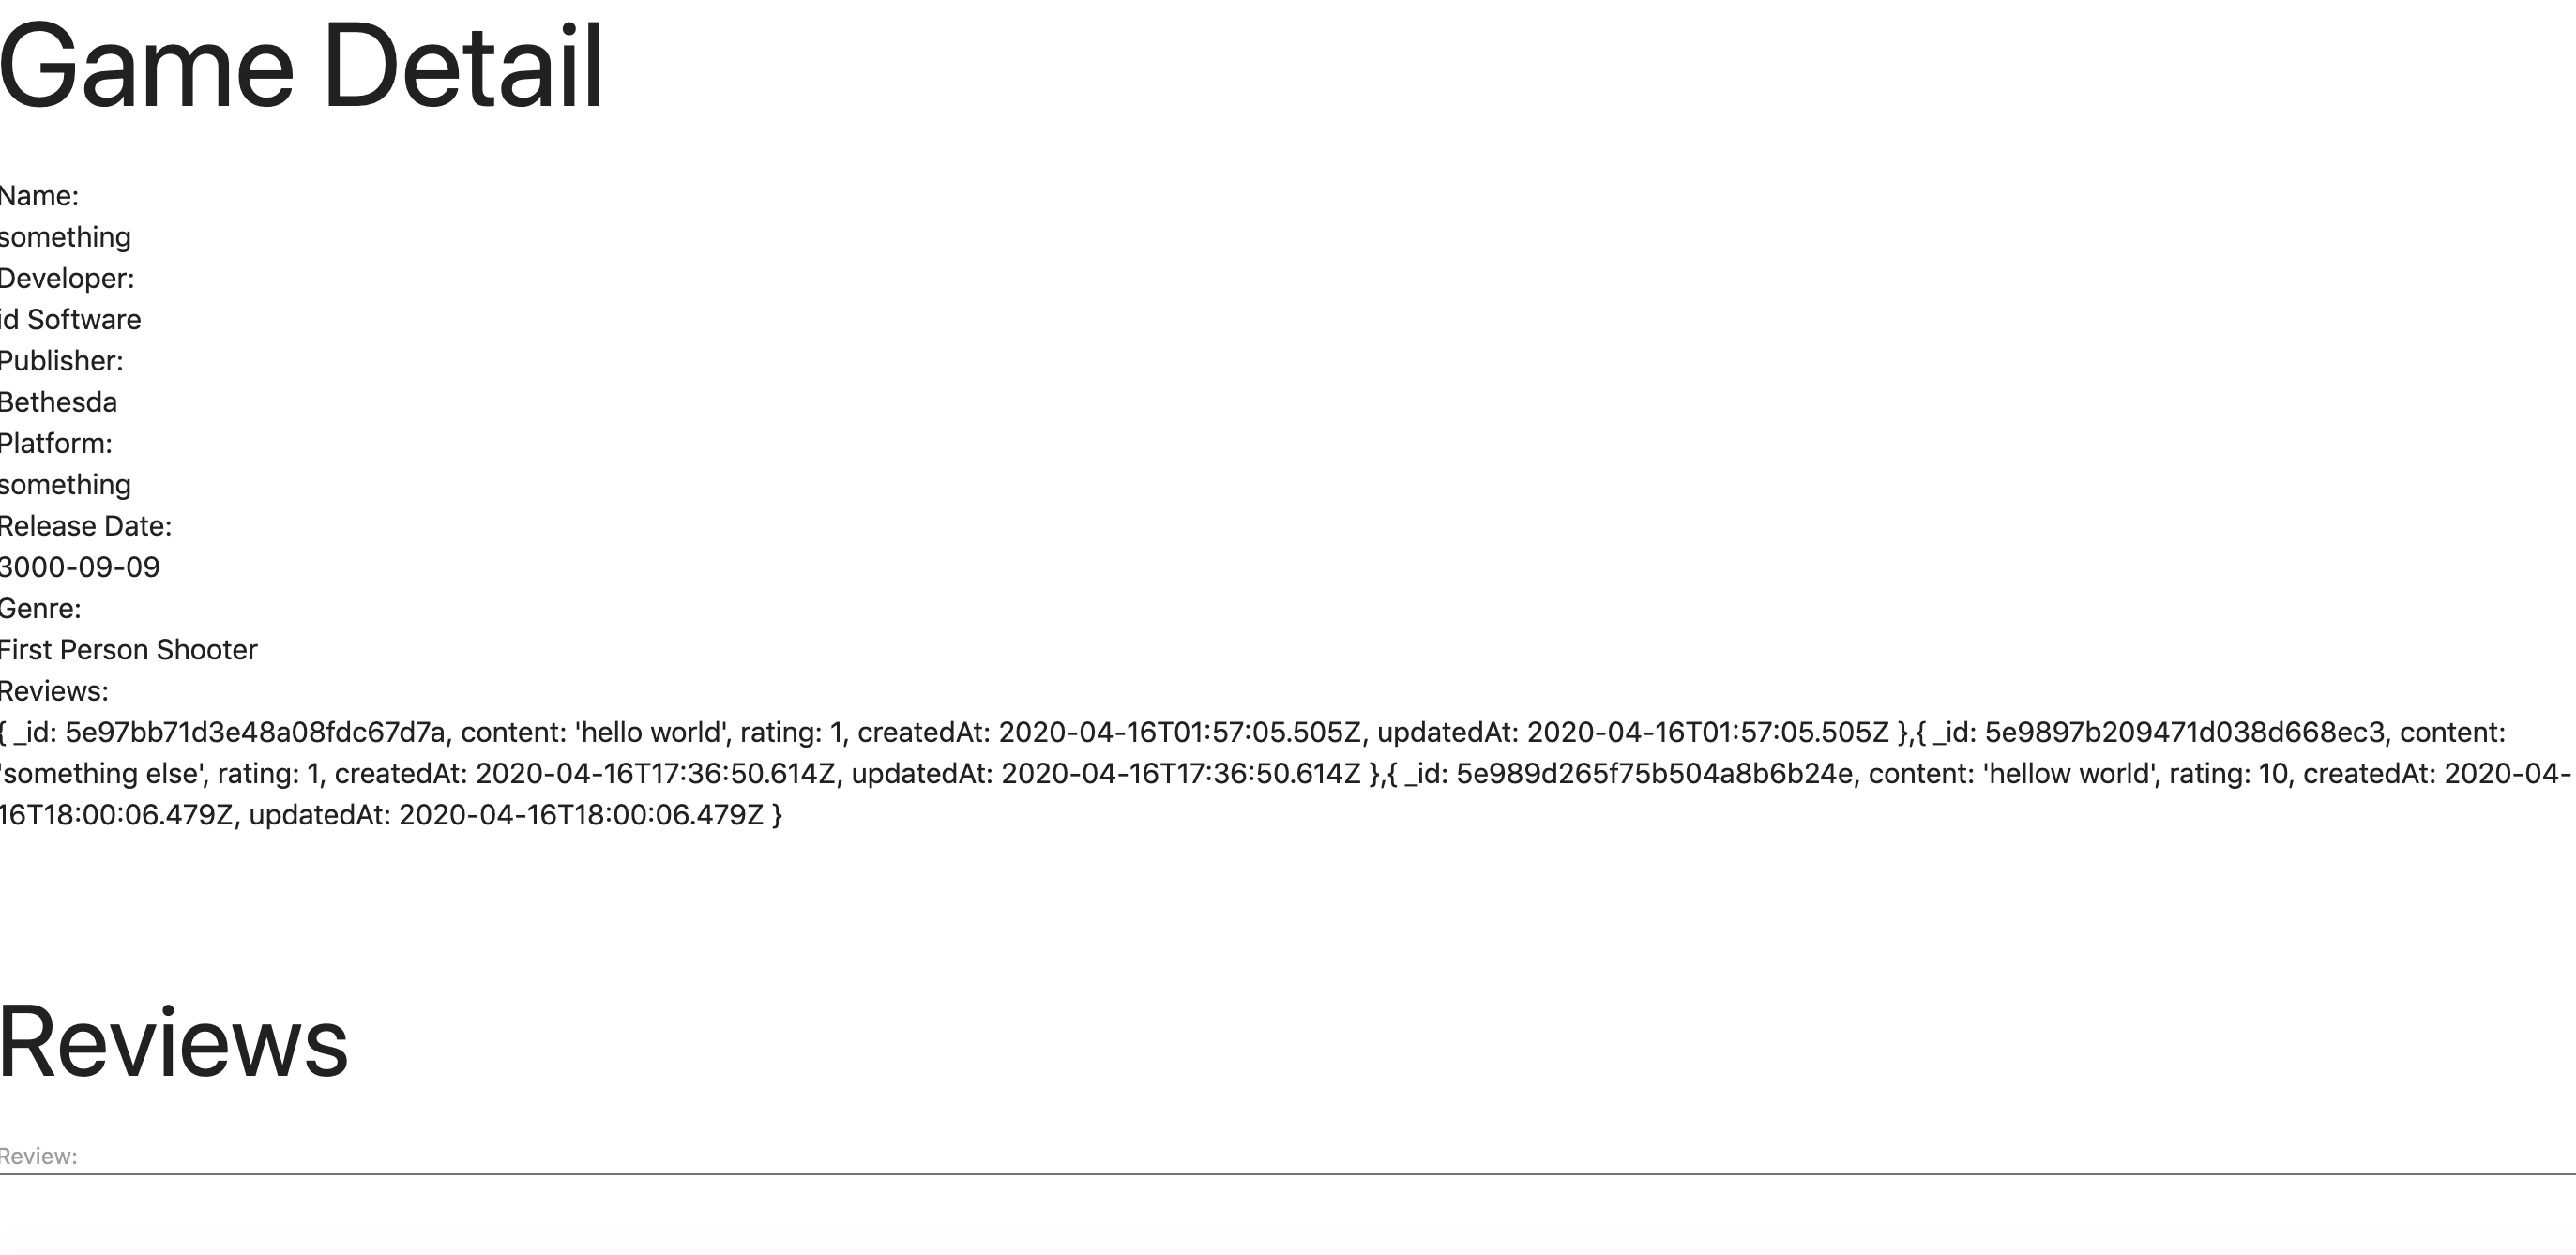 Game Detail
Name:
something
Developer:
id Software
Publisher:
Bethesda
Platform:
something
Release Date:
3000-09-09
Genre:
First Person Shooter
Reviews:
{ _id: 5e97bb71d3e48a08fdc67d7a, content: 'hello world', rating: 1, createdAt: 2020-04-16T01:57:05.505Z, updatedAt: 2020-04-16T01:57:05.505Z },{ _id: 5e9897b209471d038d668ec3, content:
'something else', rating: 1, createdAt: 2020-04-16T17:36:50.614Z, updatedAt: 2020-04-16T17:36:50.614Z },{ _id: 5e989d265f75b504a8b6b24e, content: 'hellow world', rating: 10, createdAt: 2020-04-
16T18:00:06.479Z, updatedAt: 2020-04-16T18:00:06.479Z }
Reviews
Review: